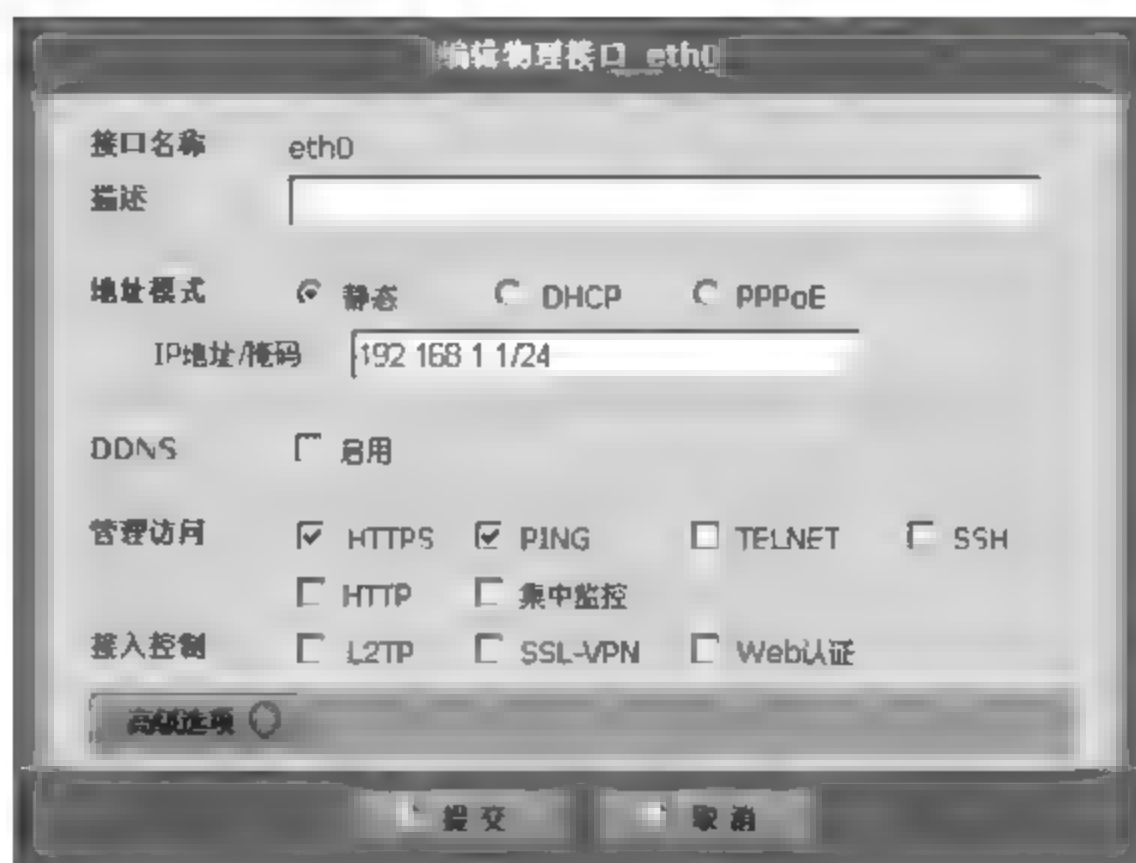 编辑物理接口_eth0
接口名称 eth0
描述
地址模式 静态 DHCP PPPoE
IP地址/掩码 192 168 1 1/24
DDNS 启用
管理访问 HTTPS PING TELNET SSH
HTTP 集中监控
接入控制 L2TP SSL-VPN Web认证
高级选项
提交 取消